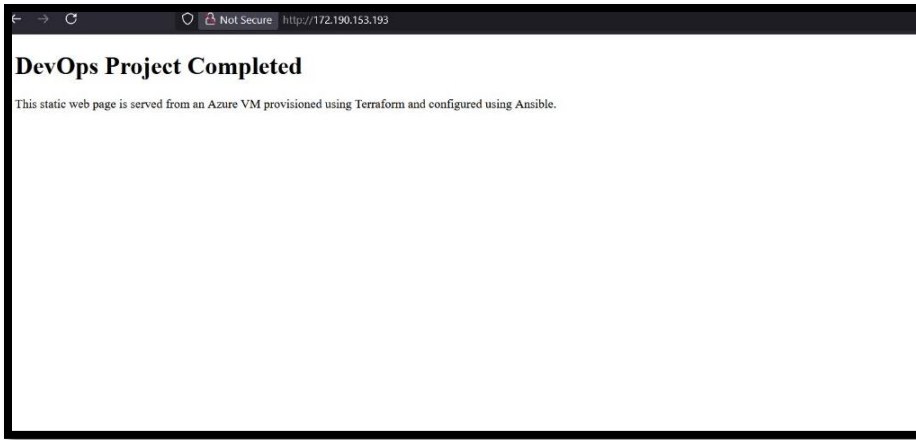 Not Secure http://172.190.153.193
DevOps Project Completed
This static web page is served from an Azure VM provisioned using Terraform and configured using Ansible.